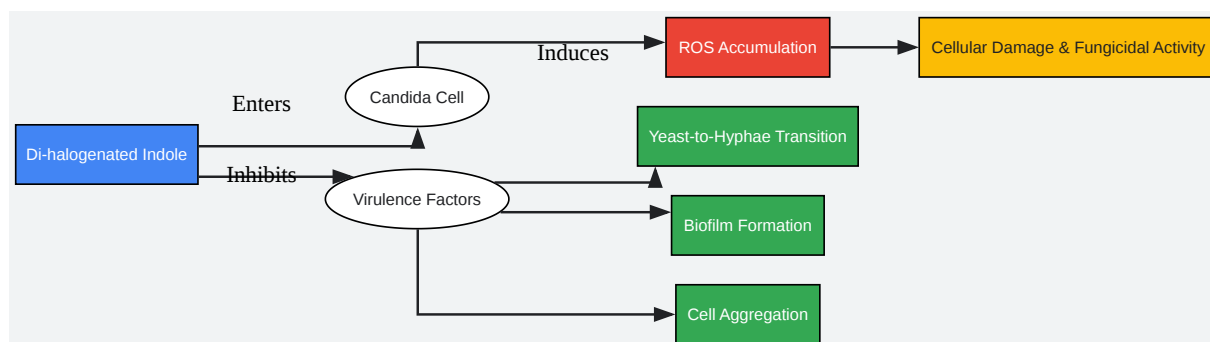 Induces
ROS Accumulation
Cellular Damage & Fungicidal Activity
Candida Cell
Enters
Yeast-to-Hyphae Transition
Di-halogenated Indole
Inhibits
Virulence Factors
Biofilm Formation
Cell Aggregation